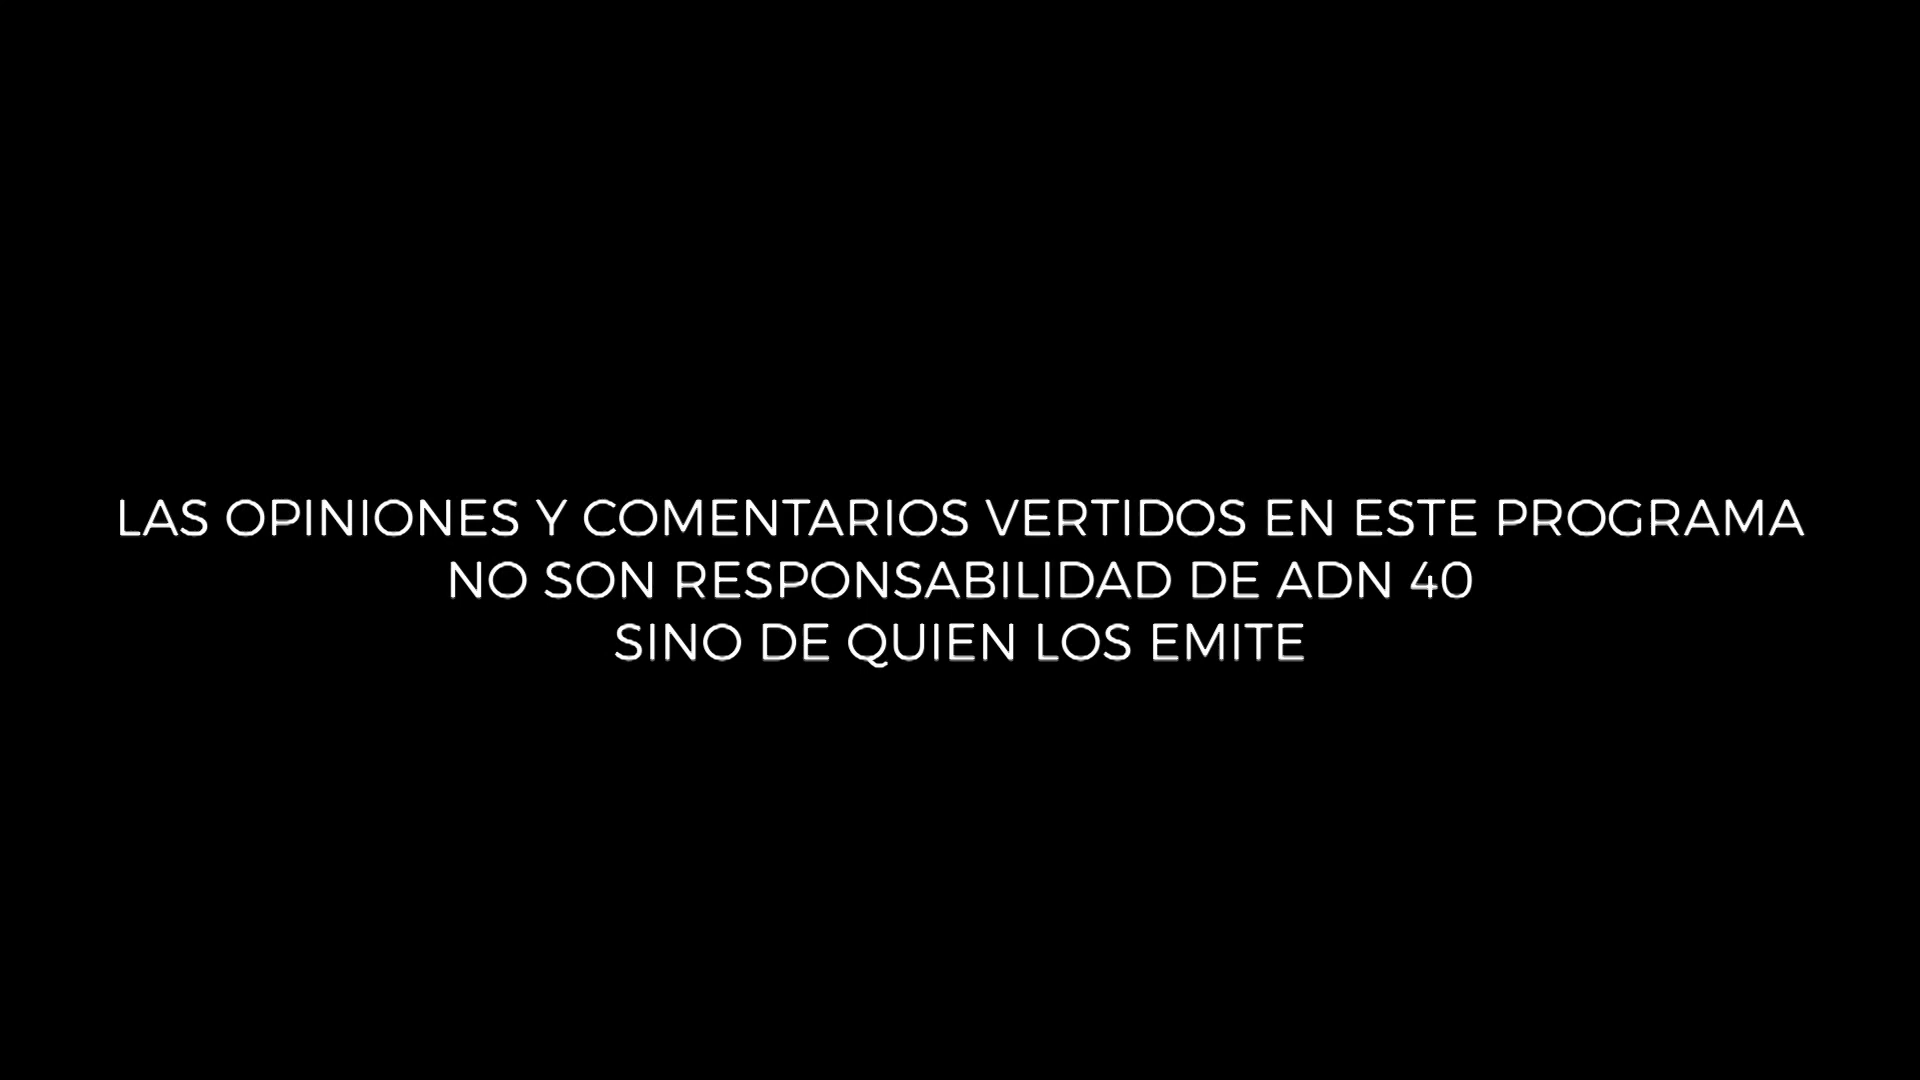 LAS OPINIONES Y COMENTARIOS VERTIDOS EN ESTE PROGRAMA
NO SON RESPONSABILIDAD DE ADN 40
SINO DE QUIEN LOS EMITE